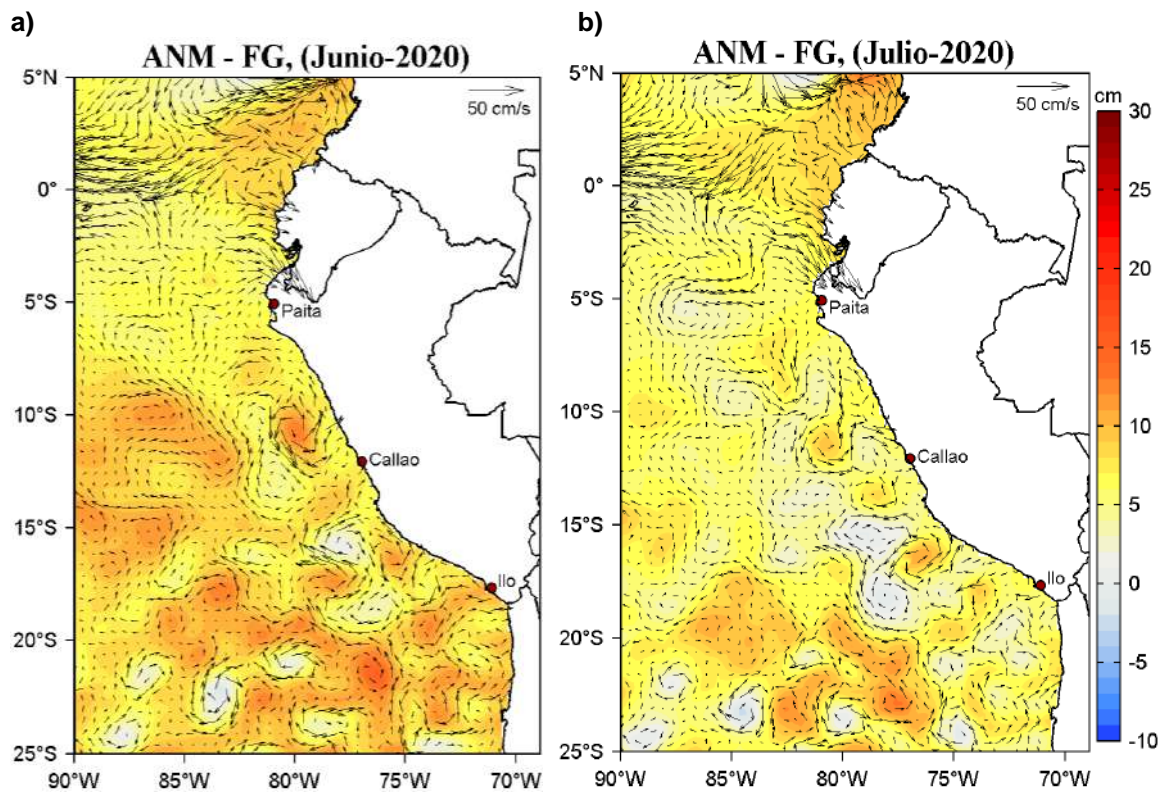 a)
ANM - FG, (Junio-2020)
5°N
0°
5°S
10°S
15°S
20°S
25°S
90°W
85°W
80°W
75°W
70°W
50 cm/s
Paita
Callao
Ilo
b)
ANM - FG, (Julio-2020)
5°N
0°
5°S
10°S
15°S
20°S
25°S
90°W
85°W
80°W
75°W
70°W
50 cm/s
Paita
Callao
Ilo
cm
30
25
20
15
10
5
0
-5
-10